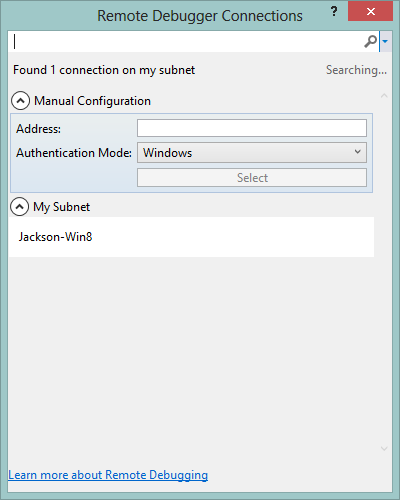 Remote Debugger Connections
?
Found 1 connection on my subnet Searching...
Manual Configuration
Address:
Authentication Mode: Windows
Select
My Subnet
Jackson-Win8
Learn more about Remote Debugging